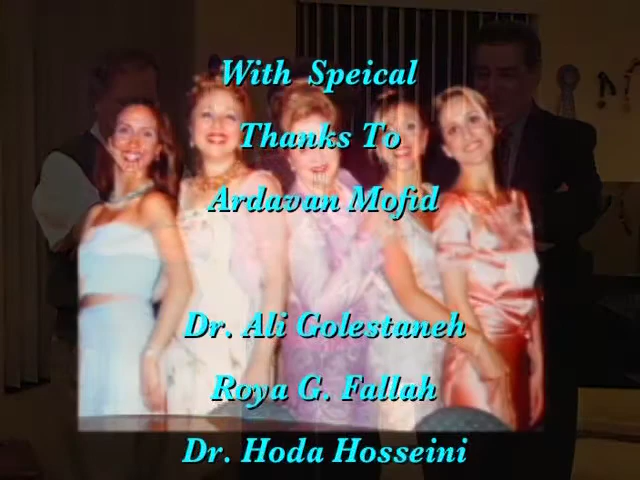 With Speical
Thanks To
Ardavan Mofid
Dr. Ali Golestaneh
Roya G. Fallah
Dr. Hoda Hosseini